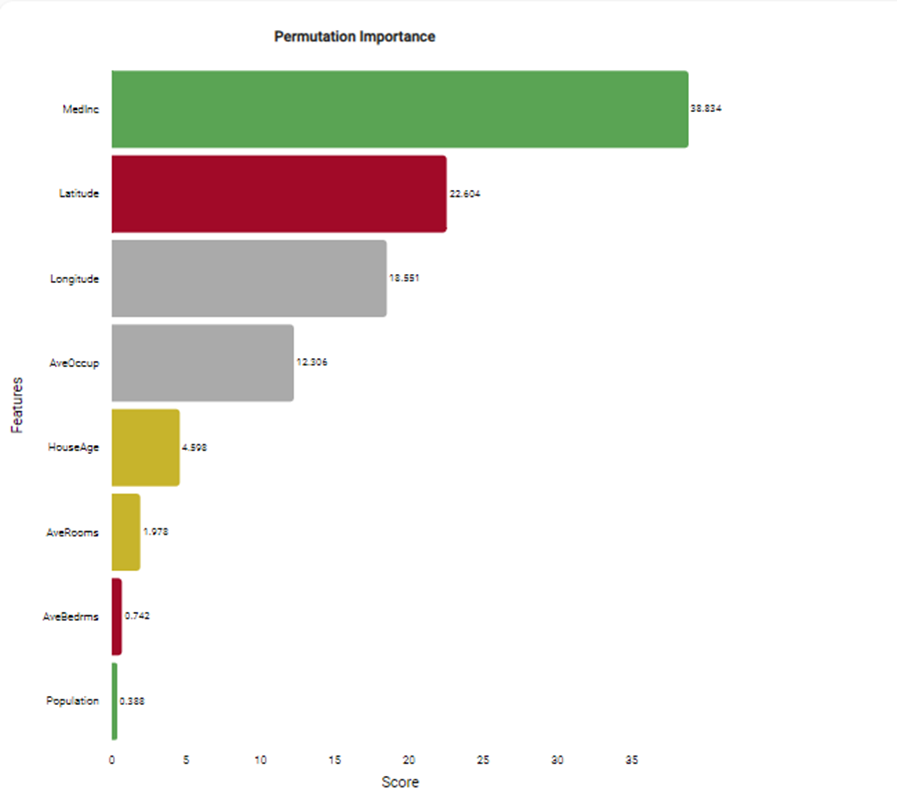 Permutation Importance
MedInc
38.834
Latitude
22.604
Longitude
18.551
AveOccup
12.306
Features
HouseAge
4.598
AveRooms
1.978
AveBedrms
0.742
Population
0.388
0 5 10 15 20 25 30 35
Score